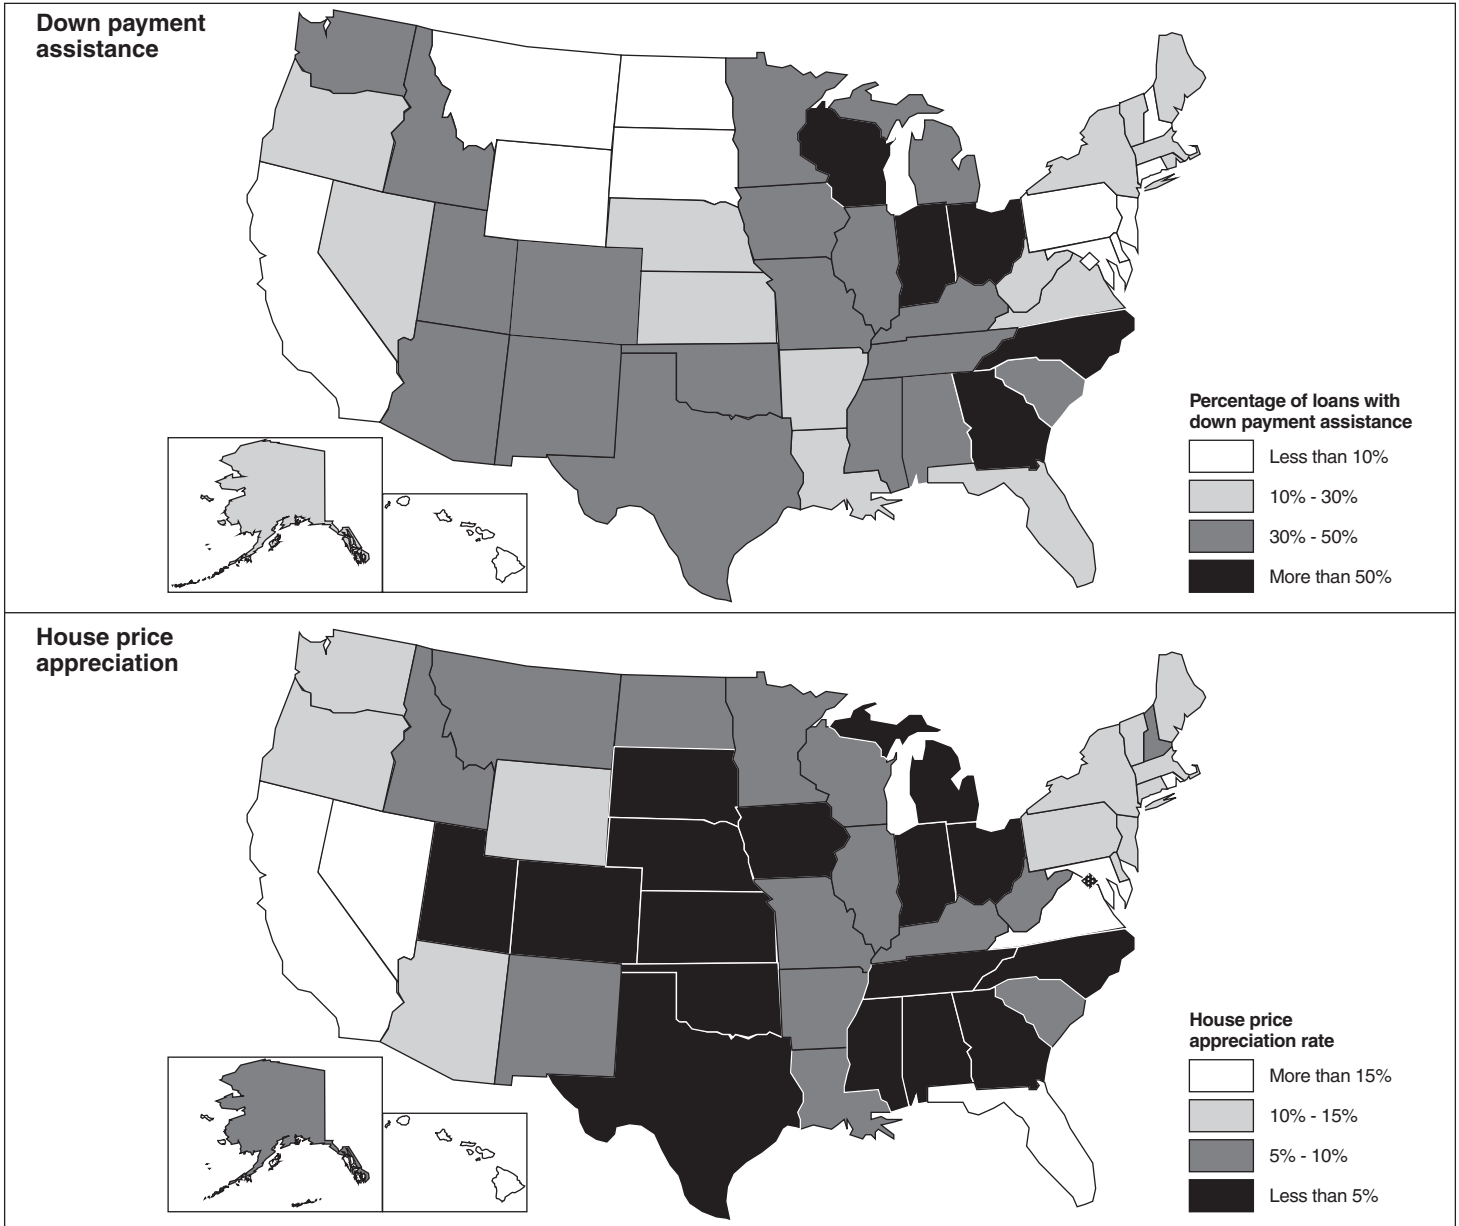 Down payment
assistance
Percentage of loans with
down payment assistance
Less than 10%
10% - 30%
30% - 50%
More than 50%
House price
appreciation
House price
appreciation rate
More than 15%
10% - 15%
5% - 10%
Less than 5%